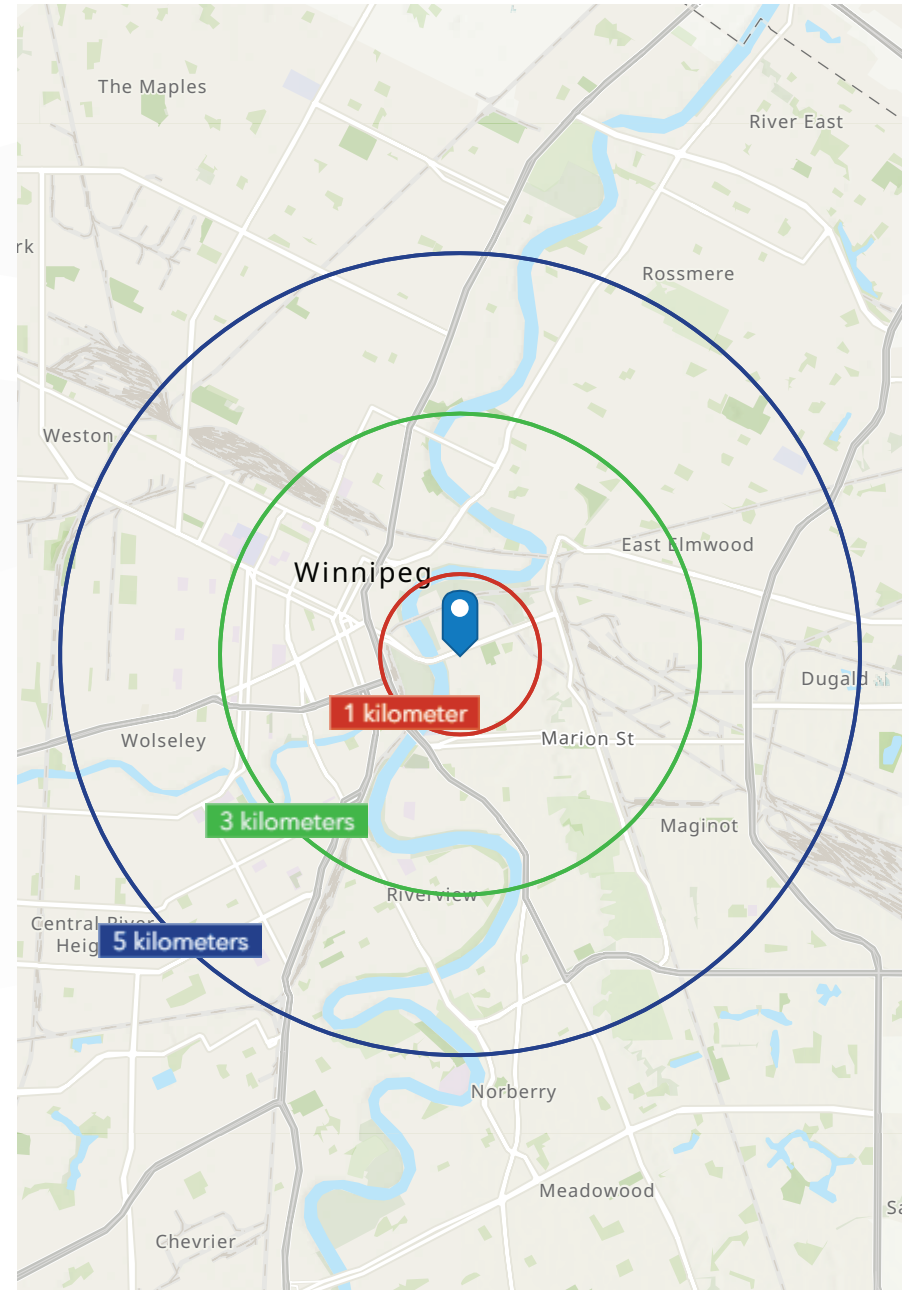 The Maples
River East
rk
Rossmere
Weston
East Elmwood
Winnipeg
Dugald
1 kilometer
Marion St
Wolseley
3 kilometers
Maginot
Riverview
Central River
Heig
5 kilometers
Norberry
Meadowood
Sa
Chevrier